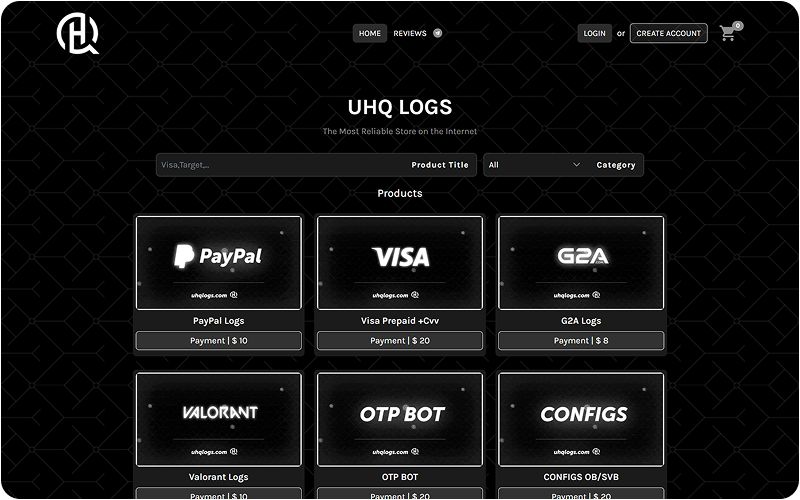 HOME REVIEWS LOGIN or CREATE ACCOUNT 0
UHQ LOGS
The Most Reliable Store on the Internet
Visa,Target,... Product Title All Category
Products
PayPal VISA G2A
uhqlogs.com uhqlogs.com uhqlogs.com
PayPal Logs Visa Prepaid +Cvv G2A Logs
Payment | $ 10 Payment | $ 20 Payment | $ 8
VALORANT OTP BOT CONFIGS
uhqlogs.com uhqlogs.com uhqlogs.com
Valorant Logs OTP BOT CONFIGS OB/SVB
Payment | $ 10 Payment | $ 20 Payment | $ 20